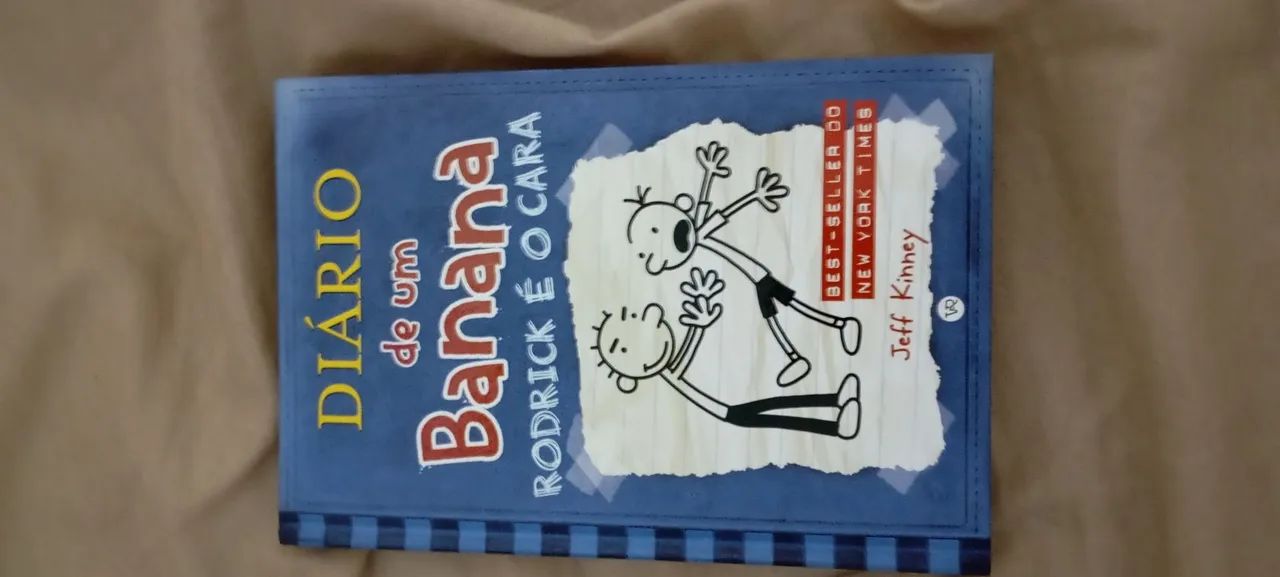 DIÁRIO
de um
Banana
RODRICK É O CARA
BEST-SELLER DO
NEW YORK TIMES
Jeff Kinney
V&R